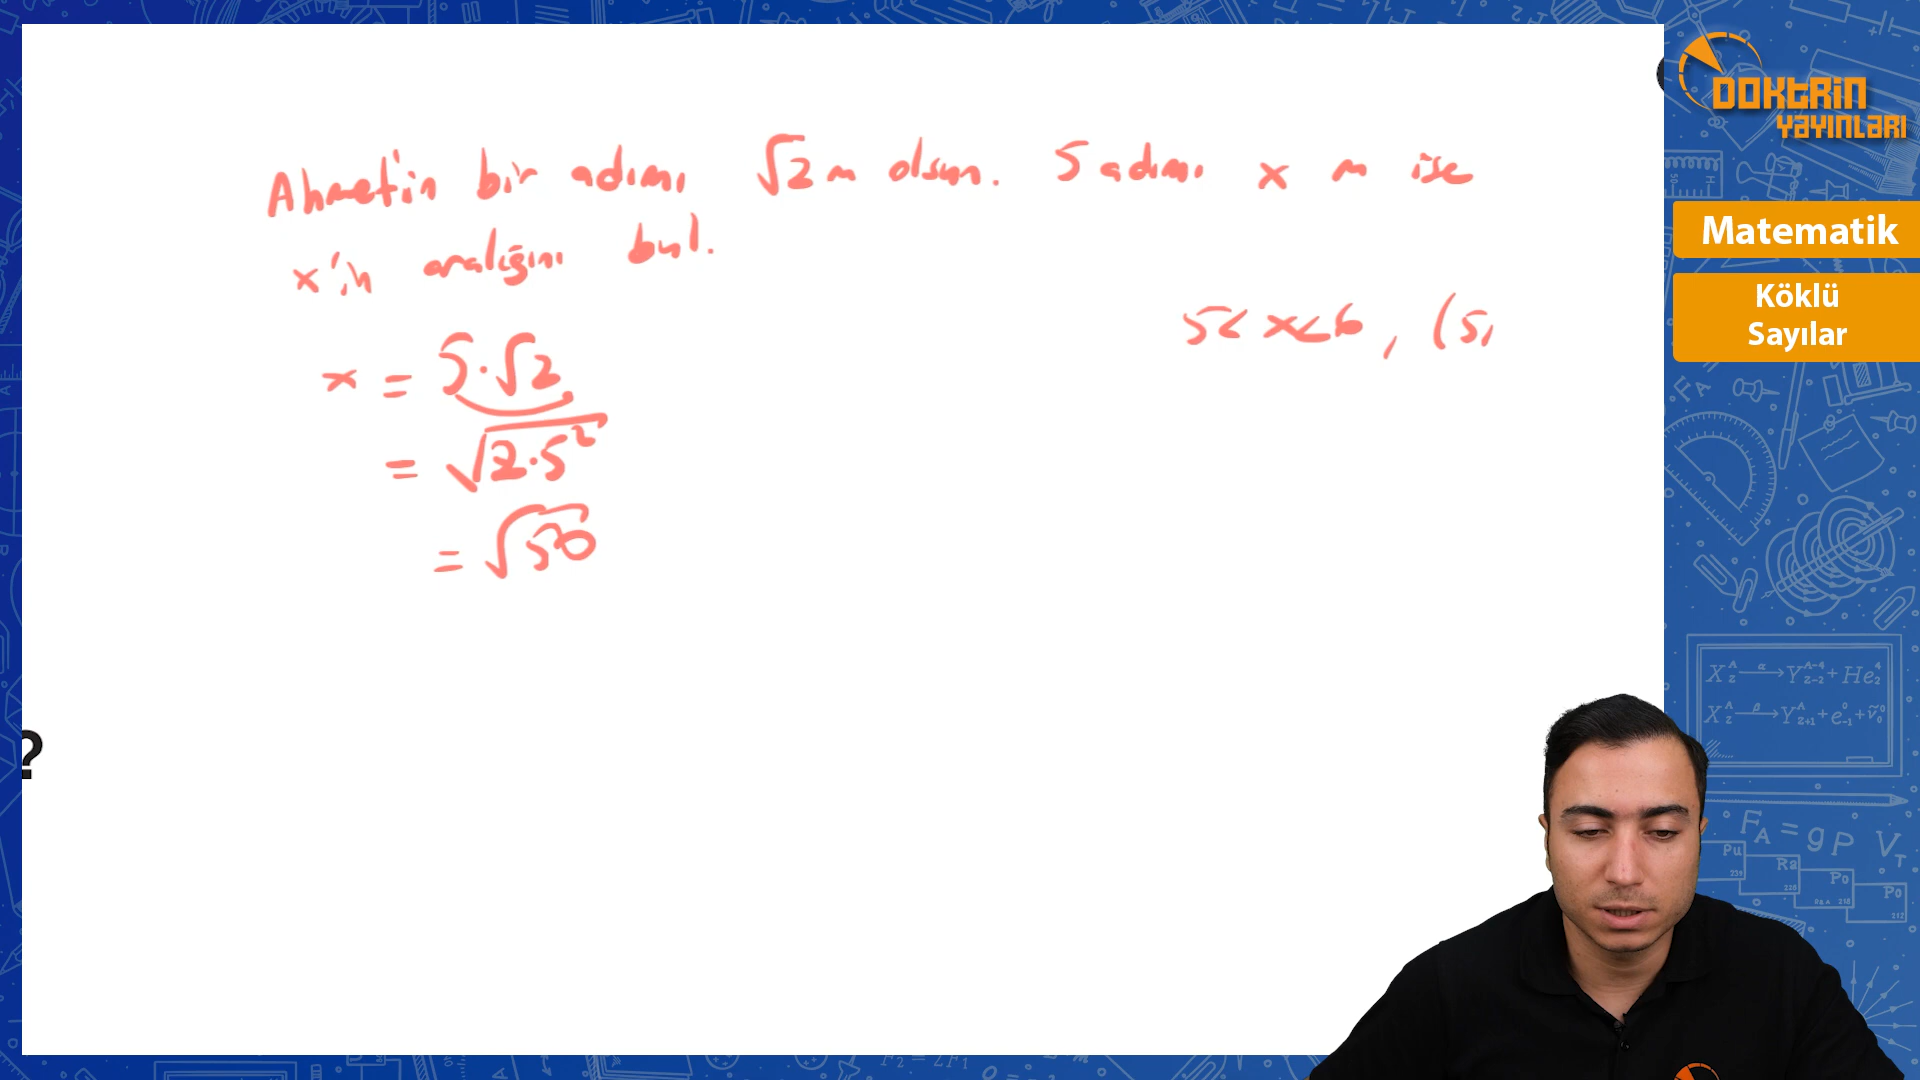 DOKTRİN
YAYINLARI
Matematik
Köklü
Sayılar
Ahmet'in bir adımı √2 m olsun. 5 adımı x m ise
x'in aralığını bul.
5<x<6, (5,
x = 5·√2
= √2·5²
= √50
?